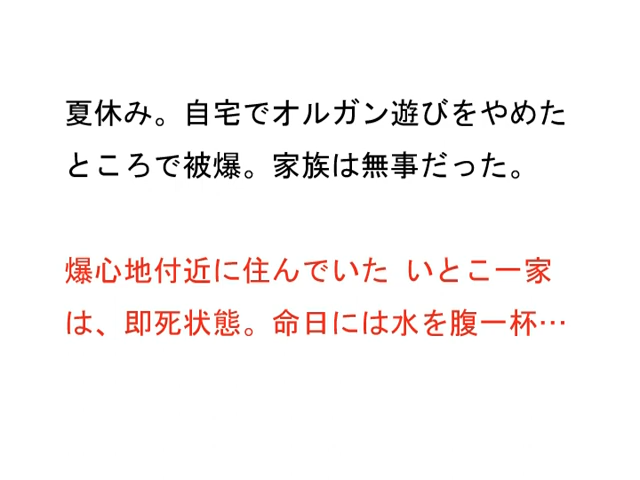 夏休み。自宅でオルガン遊びをやめた
ところで被爆。家族は無事だった。
爆心地付近に住んでいた いとこ一家
は、即死状態。命日には水を腹一杯…